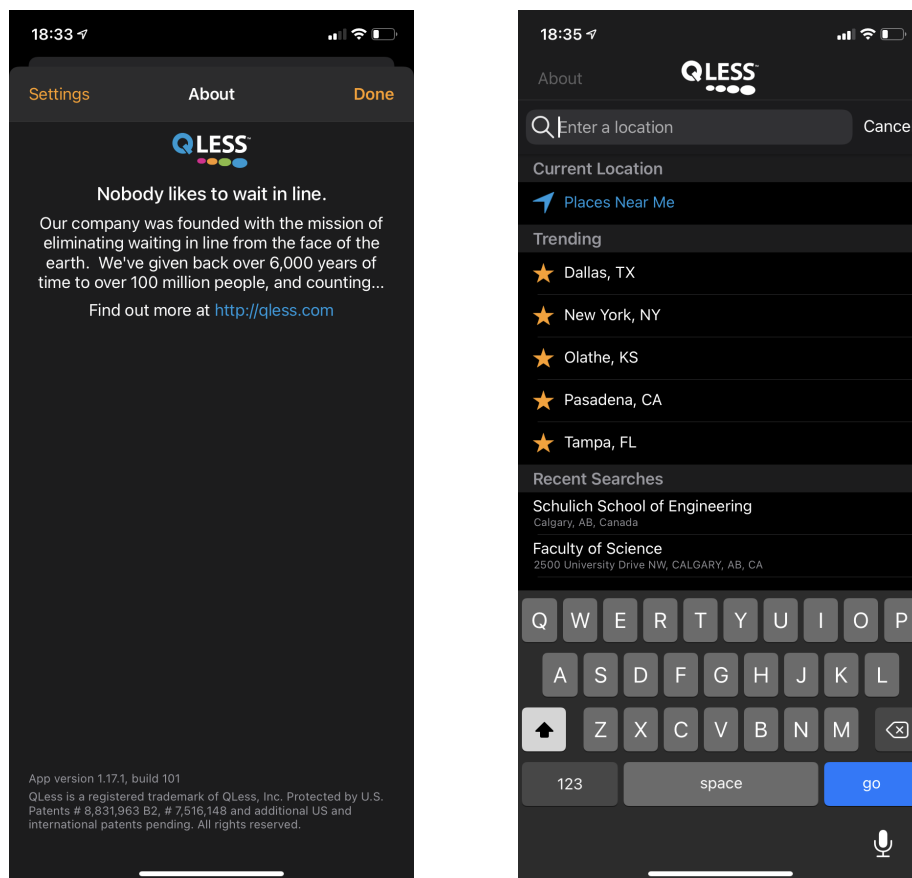 18:33
Settings About Done
QLESS™
Nobody likes to wait in line.
Our company was founded with the mission of
eliminating waiting in line from the face of the
earth.  We've given back over 6,000 years of
time to over 100 million people, and counting...
Find out more at http://qless.com
App version 1.17.1, build 101
QLess is a registered trademark of QLess, Inc. Protected by U.S.
Patents # 8,831,963 B2, # 7,516,148 and additional US and
international patents pending. All rights reserved.
18:35
About QLESS™
Enter a location Cance
Current Location
Places Near Me
Trending
Dallas, TX
New York, NY
Olathe, KS
Pasadena, CA
Tampa, FL
Recent Searches
Schulich School of Engineering
Calgary, AB, Canada
Faculty of Science
2500 University Drive NW, CALGARY, AB, CA
Q W E R T Y U I O P
A S D F G H J K L
Z X C V B N M
123 space go